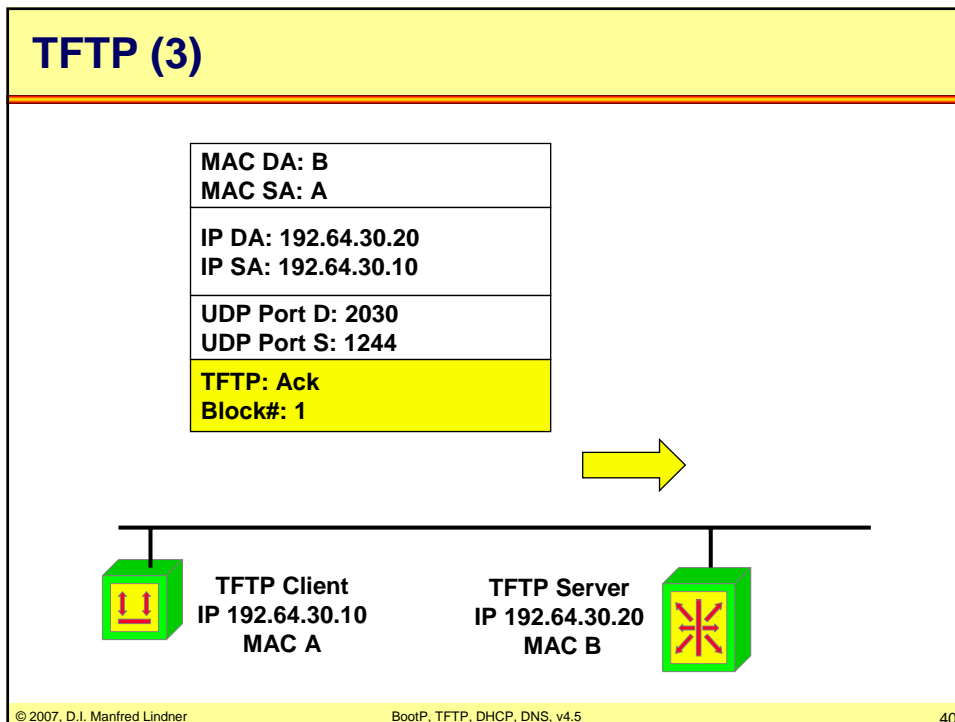 TFTP (3)
MAC DA: B
MAC SA: A
IP DA: 192.64.30.20
IP SA: 192.64.30.10
UDP Port D: 2030
UDP Port S: 1244
TFTP: Ack
Block#: 1
TFTP Client
IP 192.64.30.10
MAC A
TFTP Server
IP 192.64.30.20
MAC B
© 2007, D.I. Manfred Lindner
BootP, TFTP, DHCP, DNS, v4.5
40